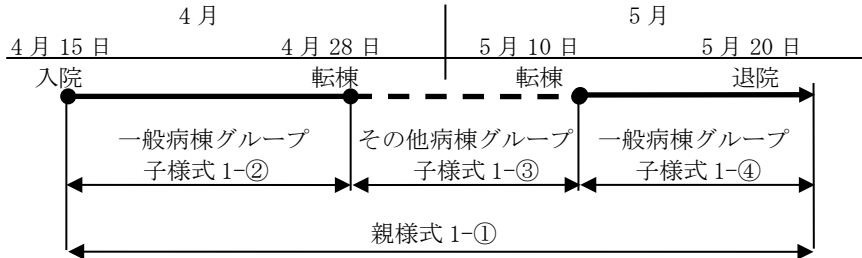 4月 5月
4月15日 4月28日 5月10日 5月20日
入院 転棟 転棟 退院
一般病棟グループ その他病棟グループ 一般病棟グループ
子様式1-② 子様式1-③ 子様式1-④
親様式1-①